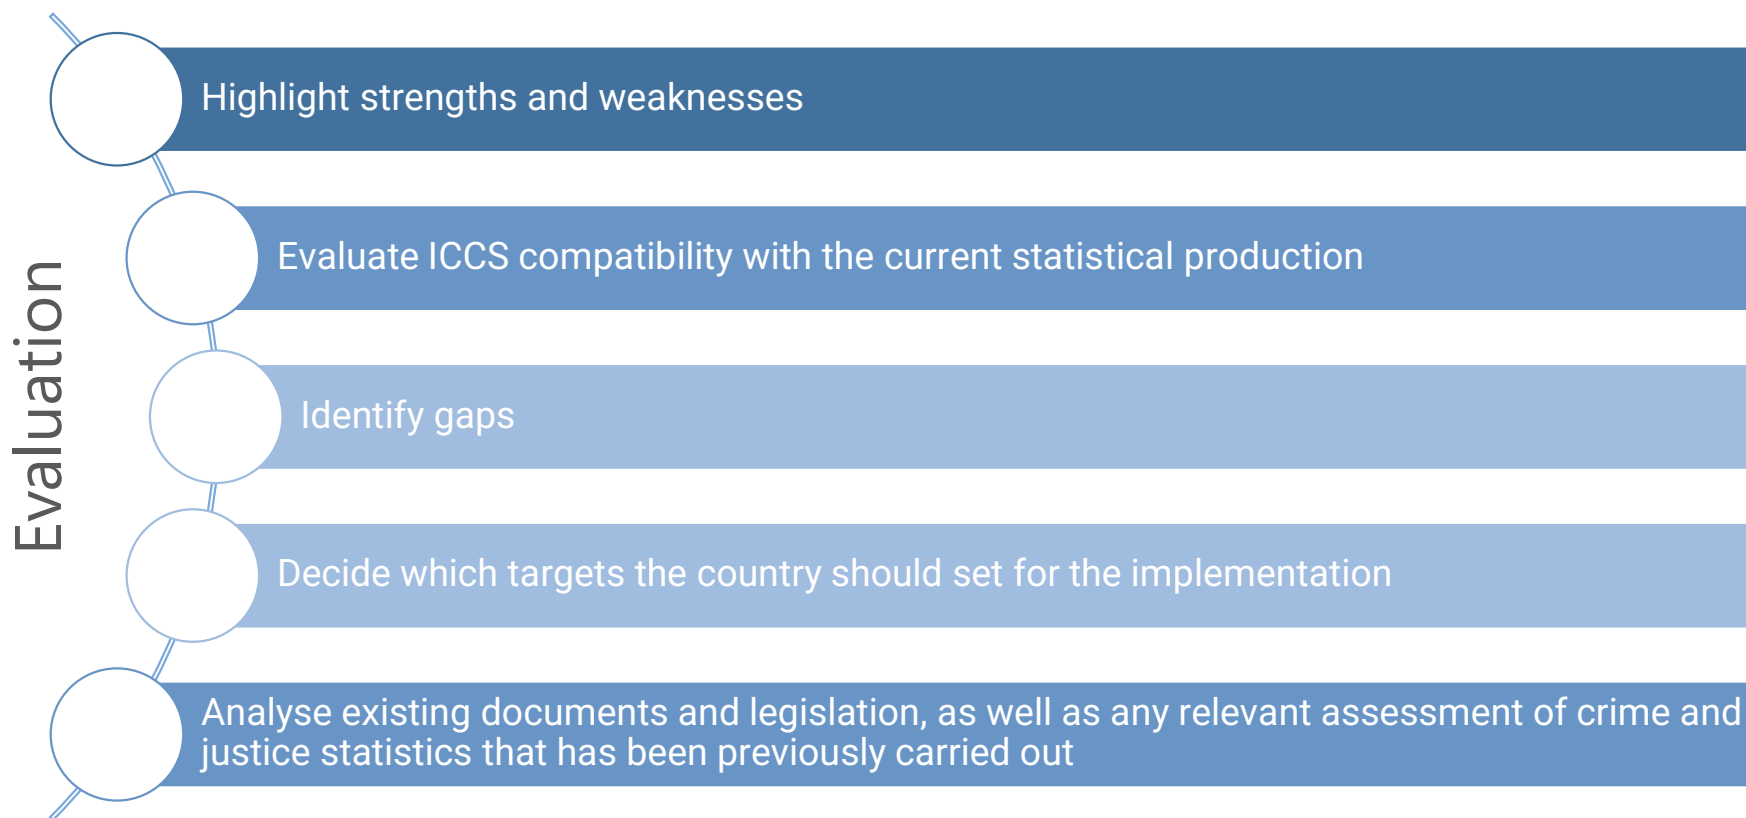 Evaluation
Highlight strengths and weaknesses
Evaluate ICCS compatibility with the current statistical production
Identify gaps
Decide which targets the country should set for the implementation
Analyse existing documents and legislation, as well as any relevant assessment of crime and
justice statistics that has been previously carried out